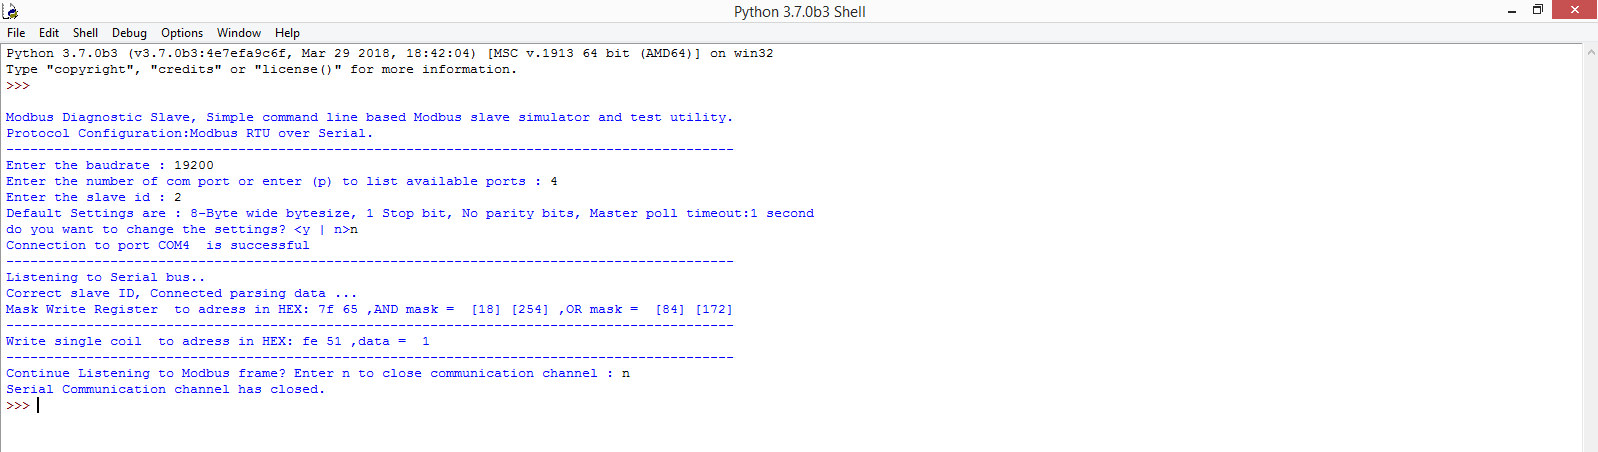 Python 3.7.0b3 Shell
File Edit Shell Debug Options Window Help
Python 3.7.0b3 (v3.7.0b3:4e7efa9c6f, Mar 29 2018, 18:42:04) [MSC v.1913 64 bit (AMD64)] on win32
Type "copyright", "credits" or "license()" for more information.
>>>
Modbus Diagnostic Slave, Simple command line based Modbus slave simulator and test utility.
Protocol Configuration:Modbus RTU over Serial.
-------------------------------------------------------------------------------------------
Enter the baudrate : 19200
Enter the number of com port or enter (p) to list available ports : 4
Enter the slave id : 2
Default Settings are : 8-Byte wide bytesize, 1 Stop bit, No parity bits, Master poll timeout:1 second
do you want to change the settings? <y | n>n
Connection to port COM4  is successful
-------------------------------------------------------------------------------------------
Listening to Serial bus..
Correct slave ID, Connected parsing data ...
Mask Write Register  to adress in HEX: 7f 65 ,AND mask =  [18] [254] ,OR mask =  [84] [172]
-------------------------------------------------------------------------------------------
Write single coil  to adress in HEX: fe 51 ,data =  1
-------------------------------------------------------------------------------------------
Continue Listening to Modbus frame? Enter n to close communication channel : n
Serial Communication channel has closed.
>>>